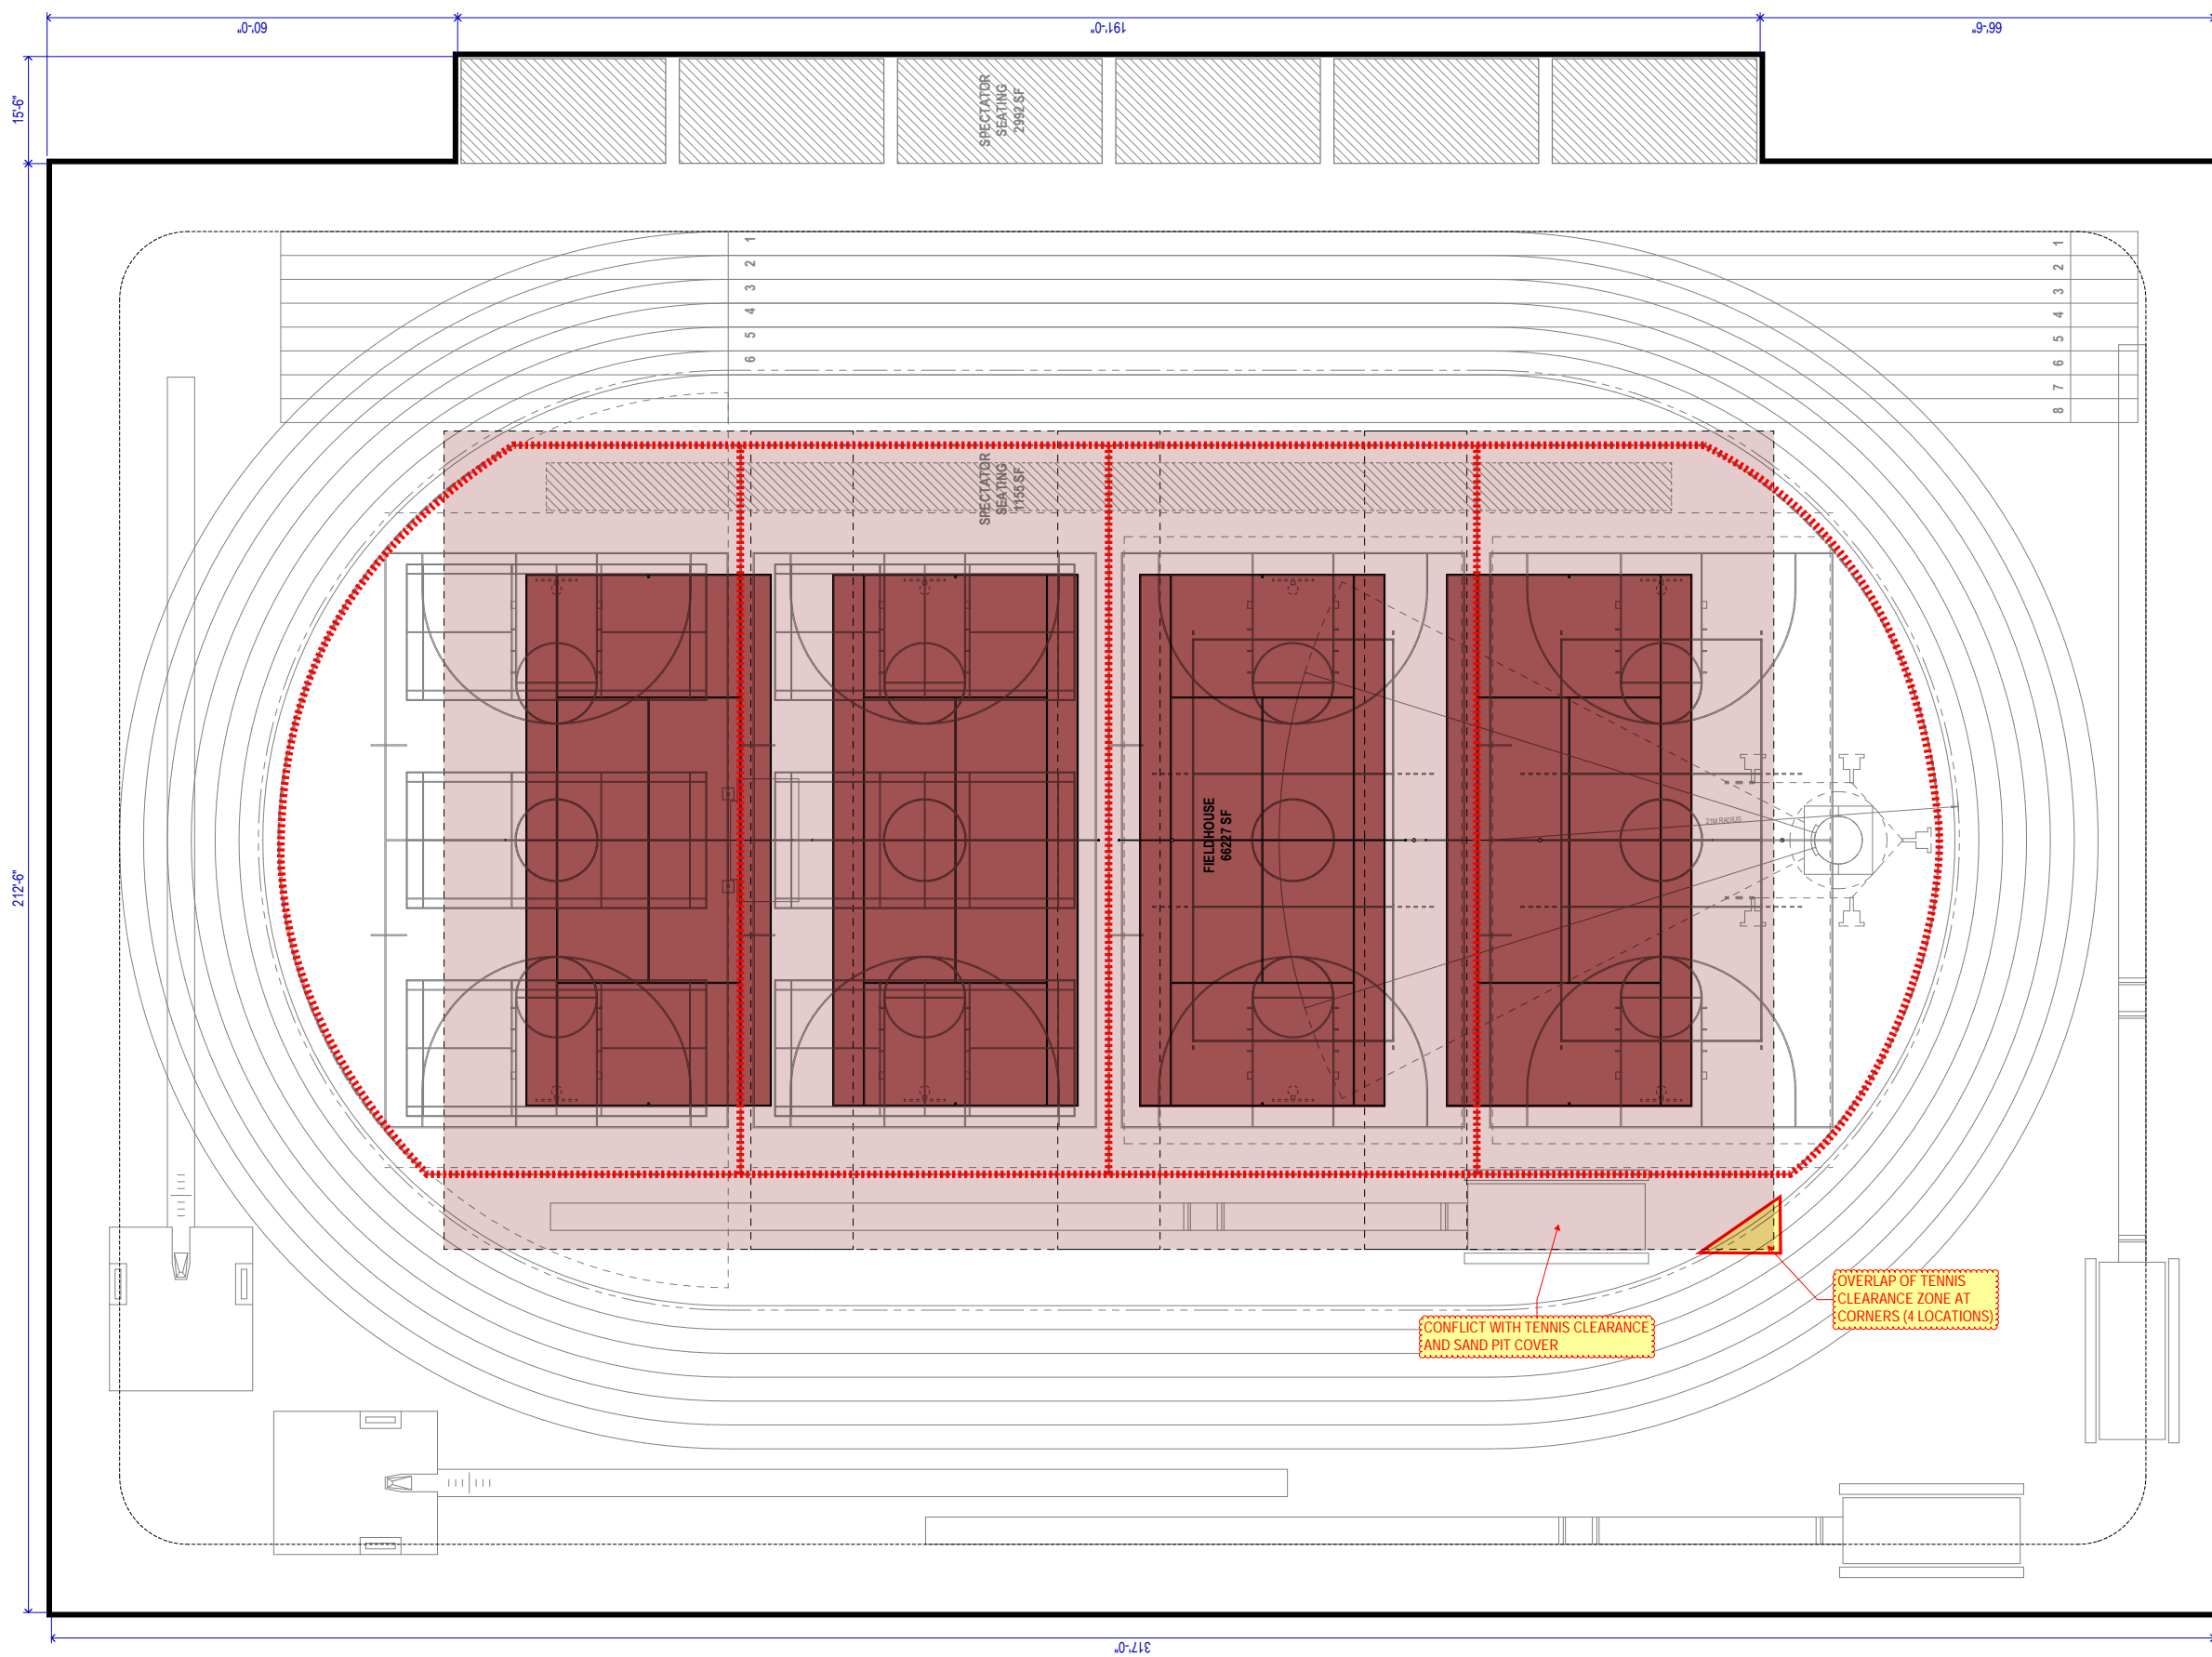 60'-0"
191'-0"
66'-6"
15'-6"
SPECTATOR
SEATING
2992 SF
1
2
3
4
5
6
1
2
3
4
5
6
7
8
SPECTATOR
SEATING
1155 SF
FIELDHOUSE
66227 SF
21M RADIUS
212'-6"
OVERLAP OF TENNIS
CLEARANCE ZONE AT
CORNERS (4 LOCATIONS)
CONFLICT WITH TENNIS CLEARANCE
AND SAND PIT COVER
317'-0"